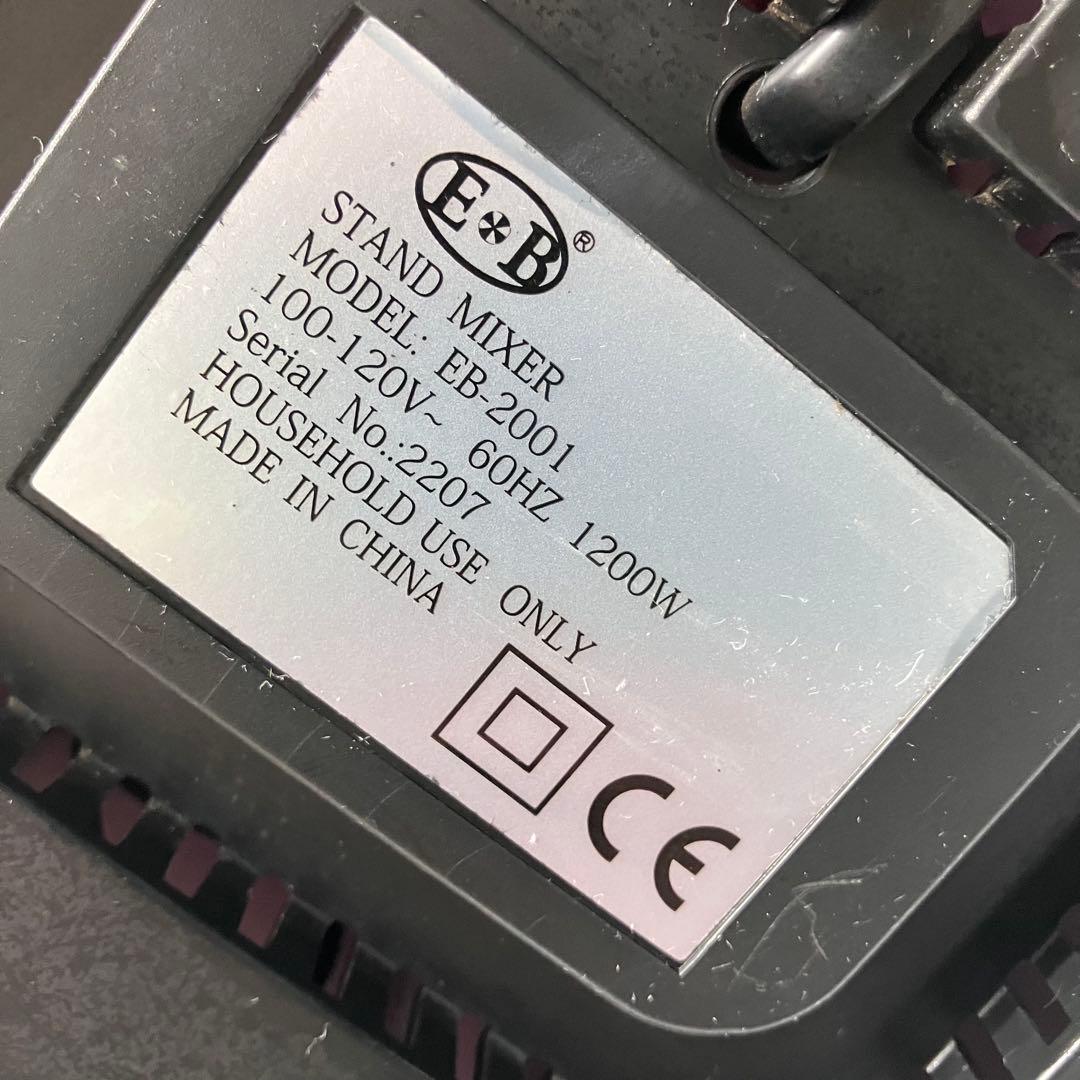 E B ®
STAND MIXER
MODEL: EB-2001
100-120V~ 60HZ 1200W
Serial No.:2207
HOUSEHOLD USE ONLY
MADE IN CHINA
CE